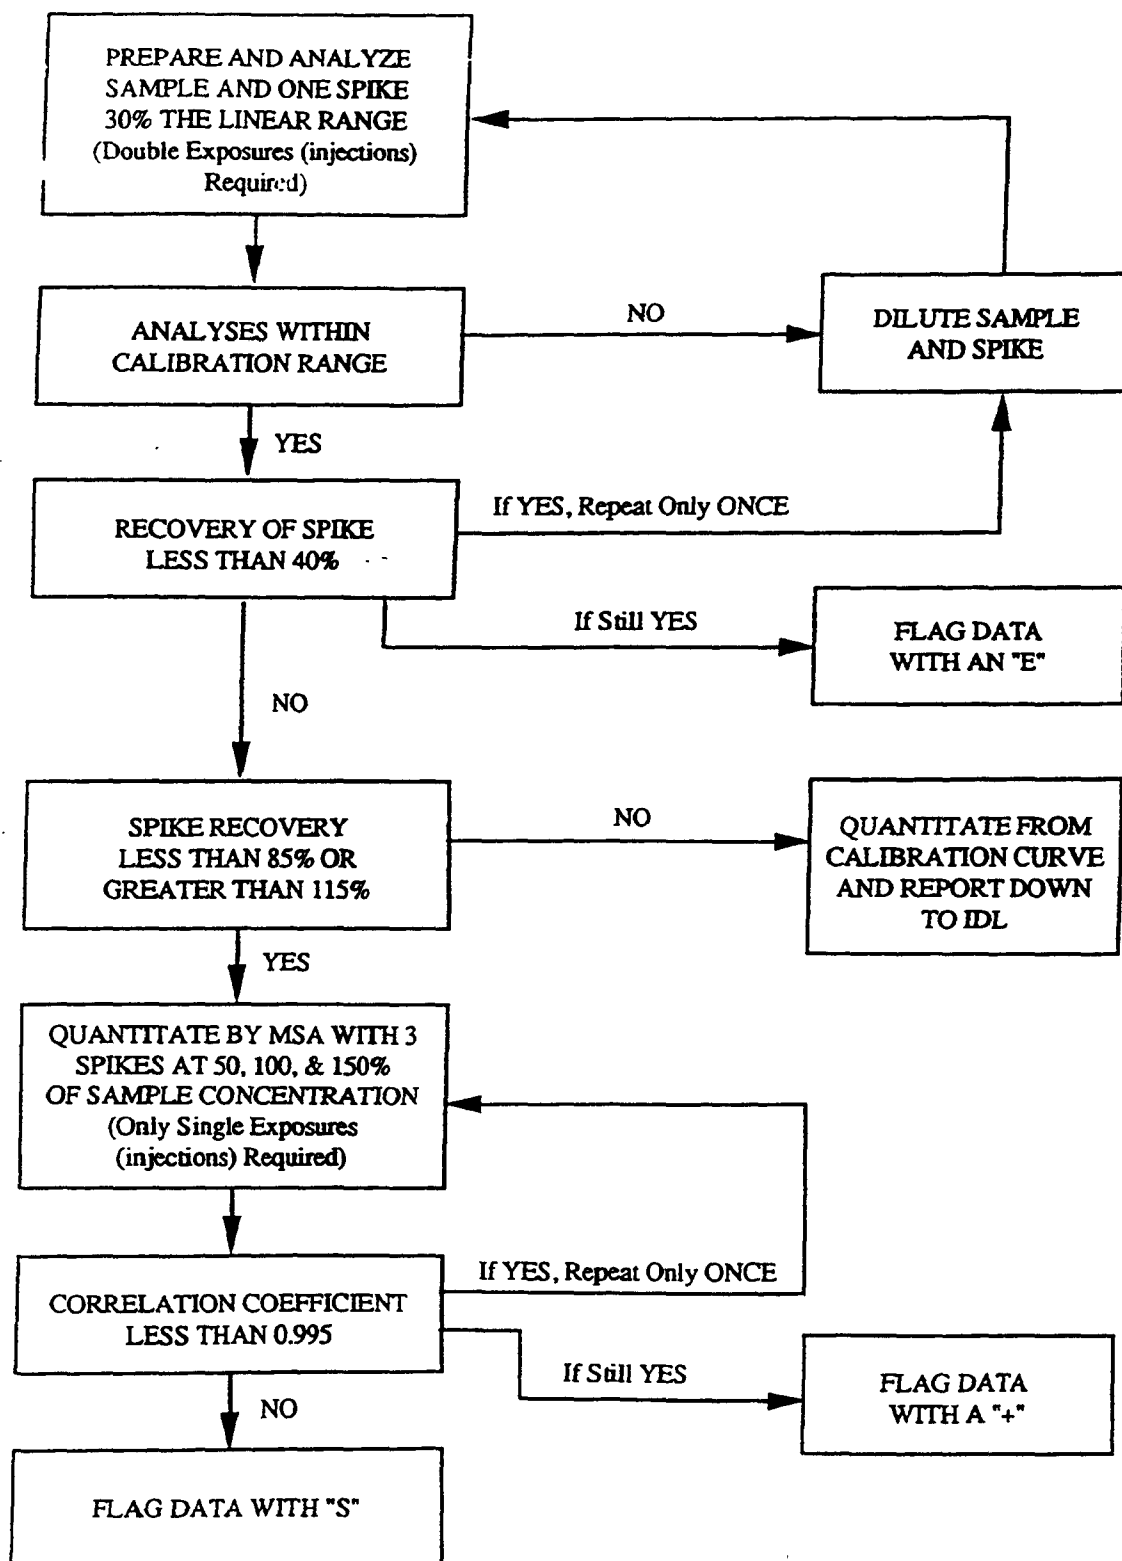 PREPARE AND ANALYZE
SAMPLE AND ONE SPIKE
30% THE LINEAR RANGE
(Double Exposures (injections)
Required)
ANALYSES WITHIN
CALIBRATION RANGE
NO
DILUTE SAMPLE
AND SPIKE
YES
RECOVERY OF SPIKE
LESS THAN 40%
If YES, Repeat Only ONCE
If Still YES
FLAG DATA
WITH AN "E"
NO
SPIKE RECOVERY
LESS THAN 85% OR
GREATER THAN 115%
NO
QUANTITATE FROM
CALIBRATION CURVE
AND REPORT DOWN
TO IDL
YES
QUANTITATE BY MSA WITH 3
SPIKES AT 50, 100, & 150%
OF SAMPLE CONCENTRATION
(Only Single Exposures
(injections) Required)
CORRELATION COEFFICIENT
LESS THAN 0.995
If YES, Repeat Only ONCE
If Still YES
FLAG DATA
WITH A "+"
NO
FLAG DATA WITH "S"